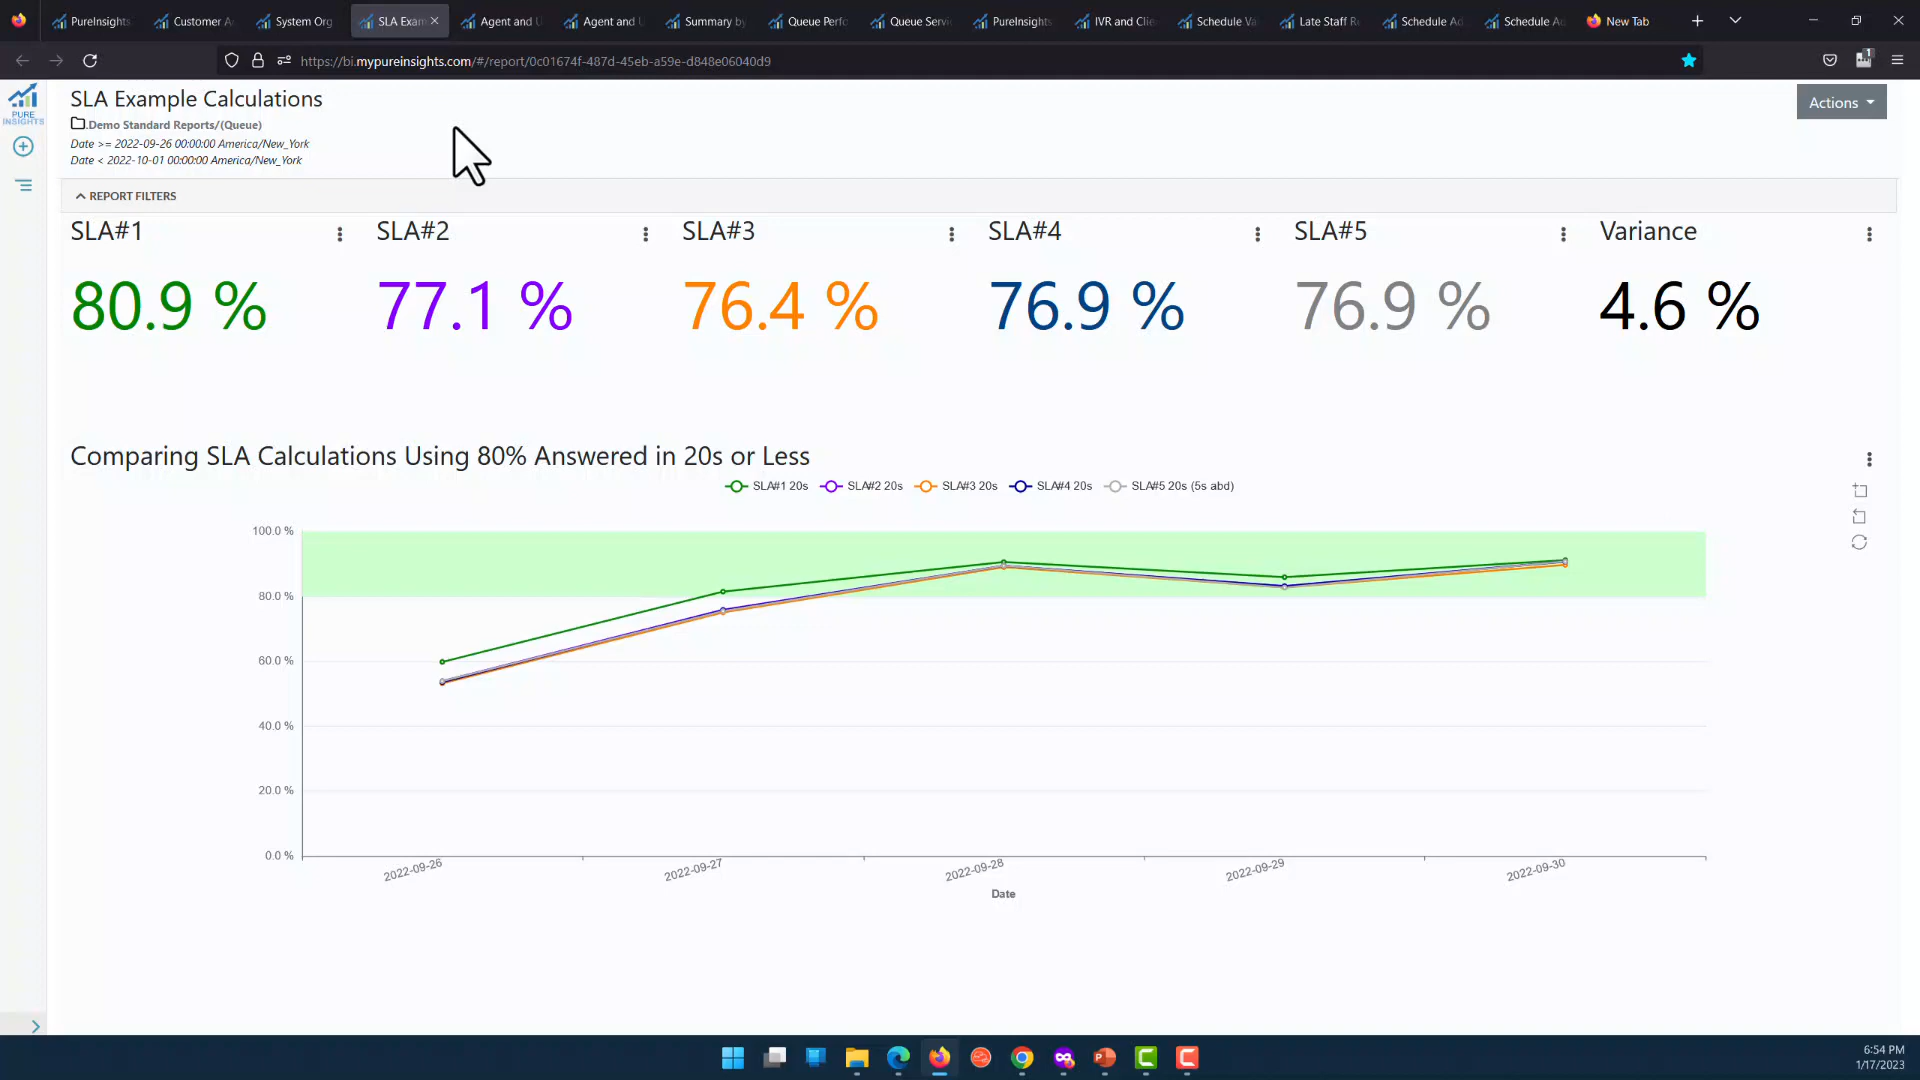 PureInsights
Customer A
System Org
SLA Exam
Agent and U
Agent and U
Summary by
Queue Perfo
Queue Servi
PureInsights
IVR and Clie
Schedule Va
Late Staff Re
Schedule Ad
Schedule Ad
New Tab
https://bi.mypureinsights.com/#/report/0c01674f-487d-45eb-a59e-d848e06040d9
1
PURE
INSIGHTS
SLA Example Calculations
Actions
Demo Standard Reports/(Queue)
Date >= 2022-09-26 00:00:00 America/New_York
Date < 2022-10-01 00:00:00 America/New_York
REPORT FILTERS
SLA#1
SLA#2
SLA#3
SLA#4
SLA#5
Variance
80.9 %
77.1 %
76.4 %
76.9 %
76.9 %
4.6 %
Comparing SLA Calculations Using 80% Answered in 20s or Less
SLA#1 20s
SLA#2 20s
SLA#3 20s
SLA#4 20s
SLA#5 20s (5s abd)
100.0 %
80.0 %
60.0 %
40.0 %
20.0 %
0.0 %
2022-09-26
2022-09-27
2022-09-28
2022-09-29
2022-09-30
Date
6:54 PM
1/17/2023